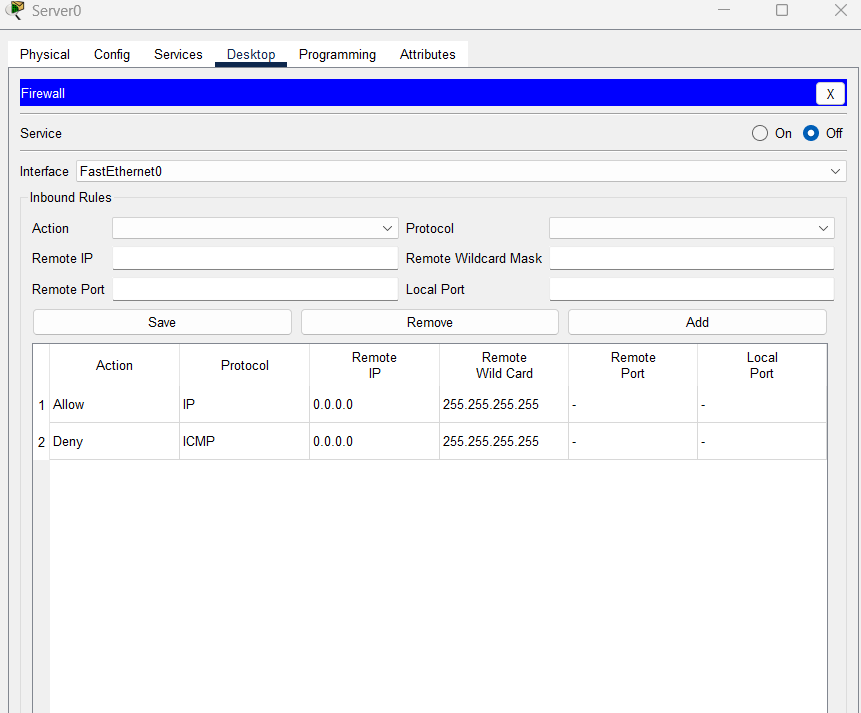 Server0
Physical Config Services Desktop Programming Attributes
Firewall X
Service On Off
Interface FastEthernet0
Inbound Rules
Action Protocol
Remote IP Remote Wildcard Mask
Remote Port Local Port
Save Remove Add
Action Protocol Remote IP Remote Wild Card Remote Port Local Port
1 Allow IP 0.0.0.0 255.255.255.255 - -
2 Deny ICMP 0.0.0.0 255.255.255.255 - -